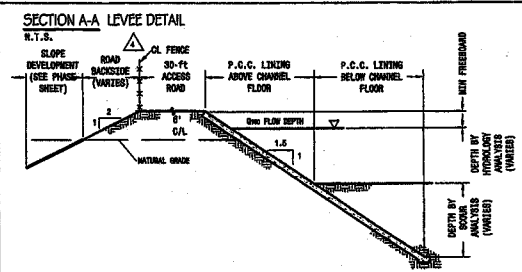 SECTION A-A LEVEE DETAIL
N.T.S.
SLOPE
DEVELOPMENT
(SEE PHASE
SHEET)
ROAD
BACKSIDE
(VARIES)
4
CL FENCE
30-ft
ACCESS
ROAD
P.C.C. LINING
ABOVE CHANNEL
FLOOR
P.C.C. LINING
BELOW CHANNEL
FLOOR
MIN FREEBOARD
2
1
8'
C/L
FLOW DEPTH
NATURAL GRADE
1.5
1
DEPTH BY
HYDROLOGY
ANALYSIS
(VARIES)
DEPTH BY
SCOUR
ANALYSIS
(VARIES)